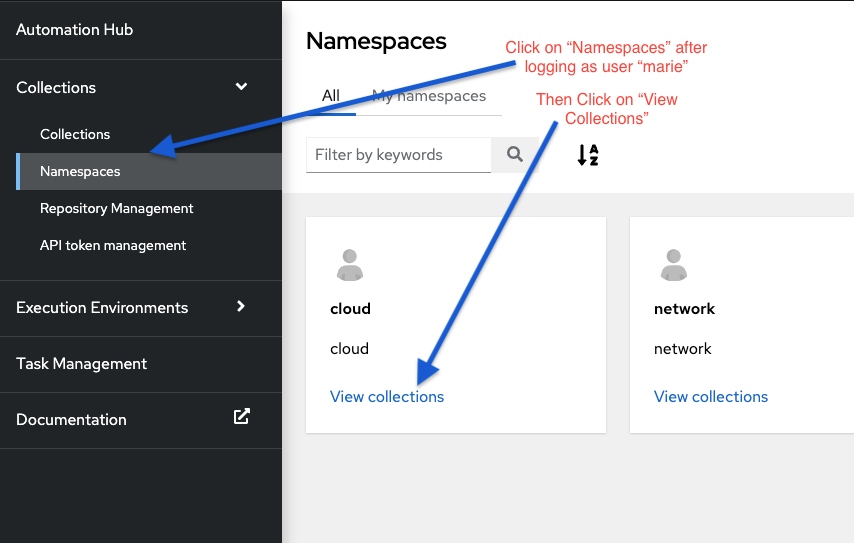 Automation Hub
Collections
Collections
Namespaces
Repository Management
API token management
Execution Environments
Task Management
Documentation
Namespaces
Click on “Namespaces” after
logging as user “marie”
Then Click on “View
Collections”
All
My namespaces
Filter by keywords
A
Z
cloud
cloud
View collections
network
network
View collections